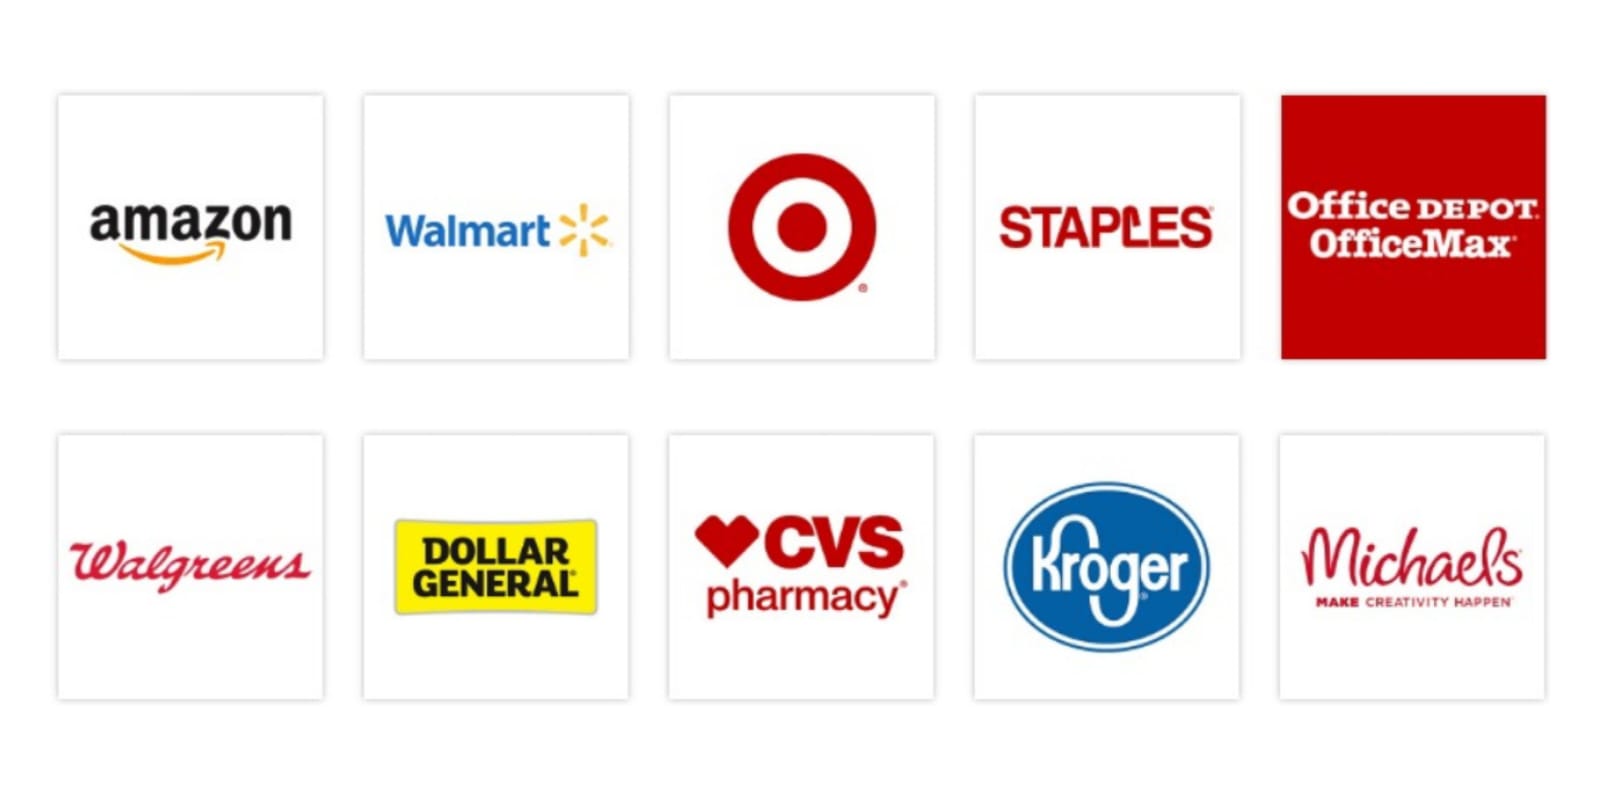 amazon
Walmart
STAPLES
Office DEPOT
OfficeMax
Walgreens
DOLLAR
GENERAL
CVS
pharmacy
Kroger
Michaels
MAKE CREATIVITY HAPPEN